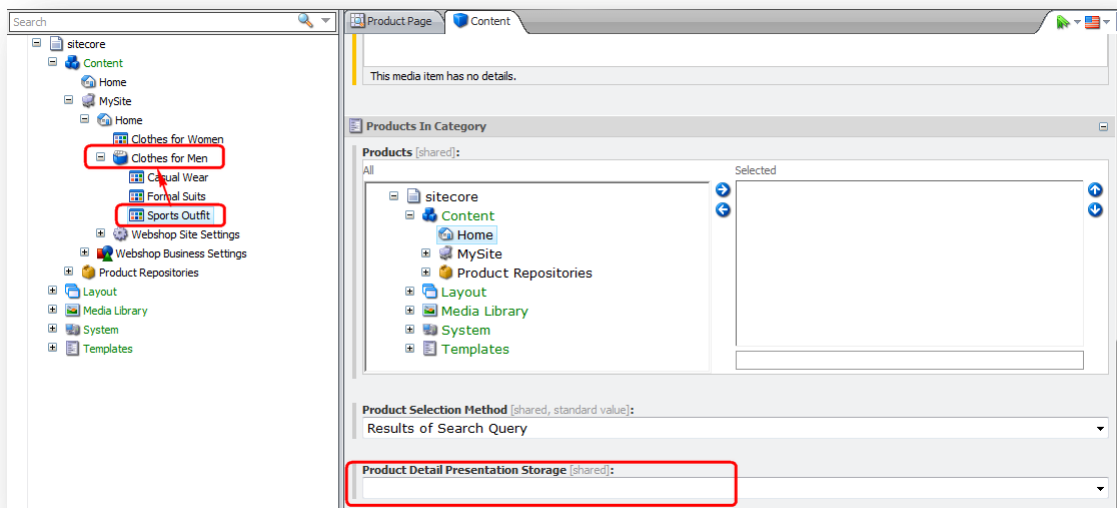 Search
sitecore
Content
Home
MySite
Home
Clothes for Women
Clothes for Men
Casual Wear
Formal Suits
Sports Outfit
Webshop Site Settings
Webshop Business Settings
Product Repositories
Layout
Media Library
System
Templates
Product Page
Content
This media item has no details.
Products In Category
Products [shared]:
All
Selected
sitecore
Content
Home
MySite
Product Repositories
Layout
Media Library
System
Templates
Product Selection Method [shared, standard value]:
Results of Search Query
Product Detail Presentation Storage [shared]: